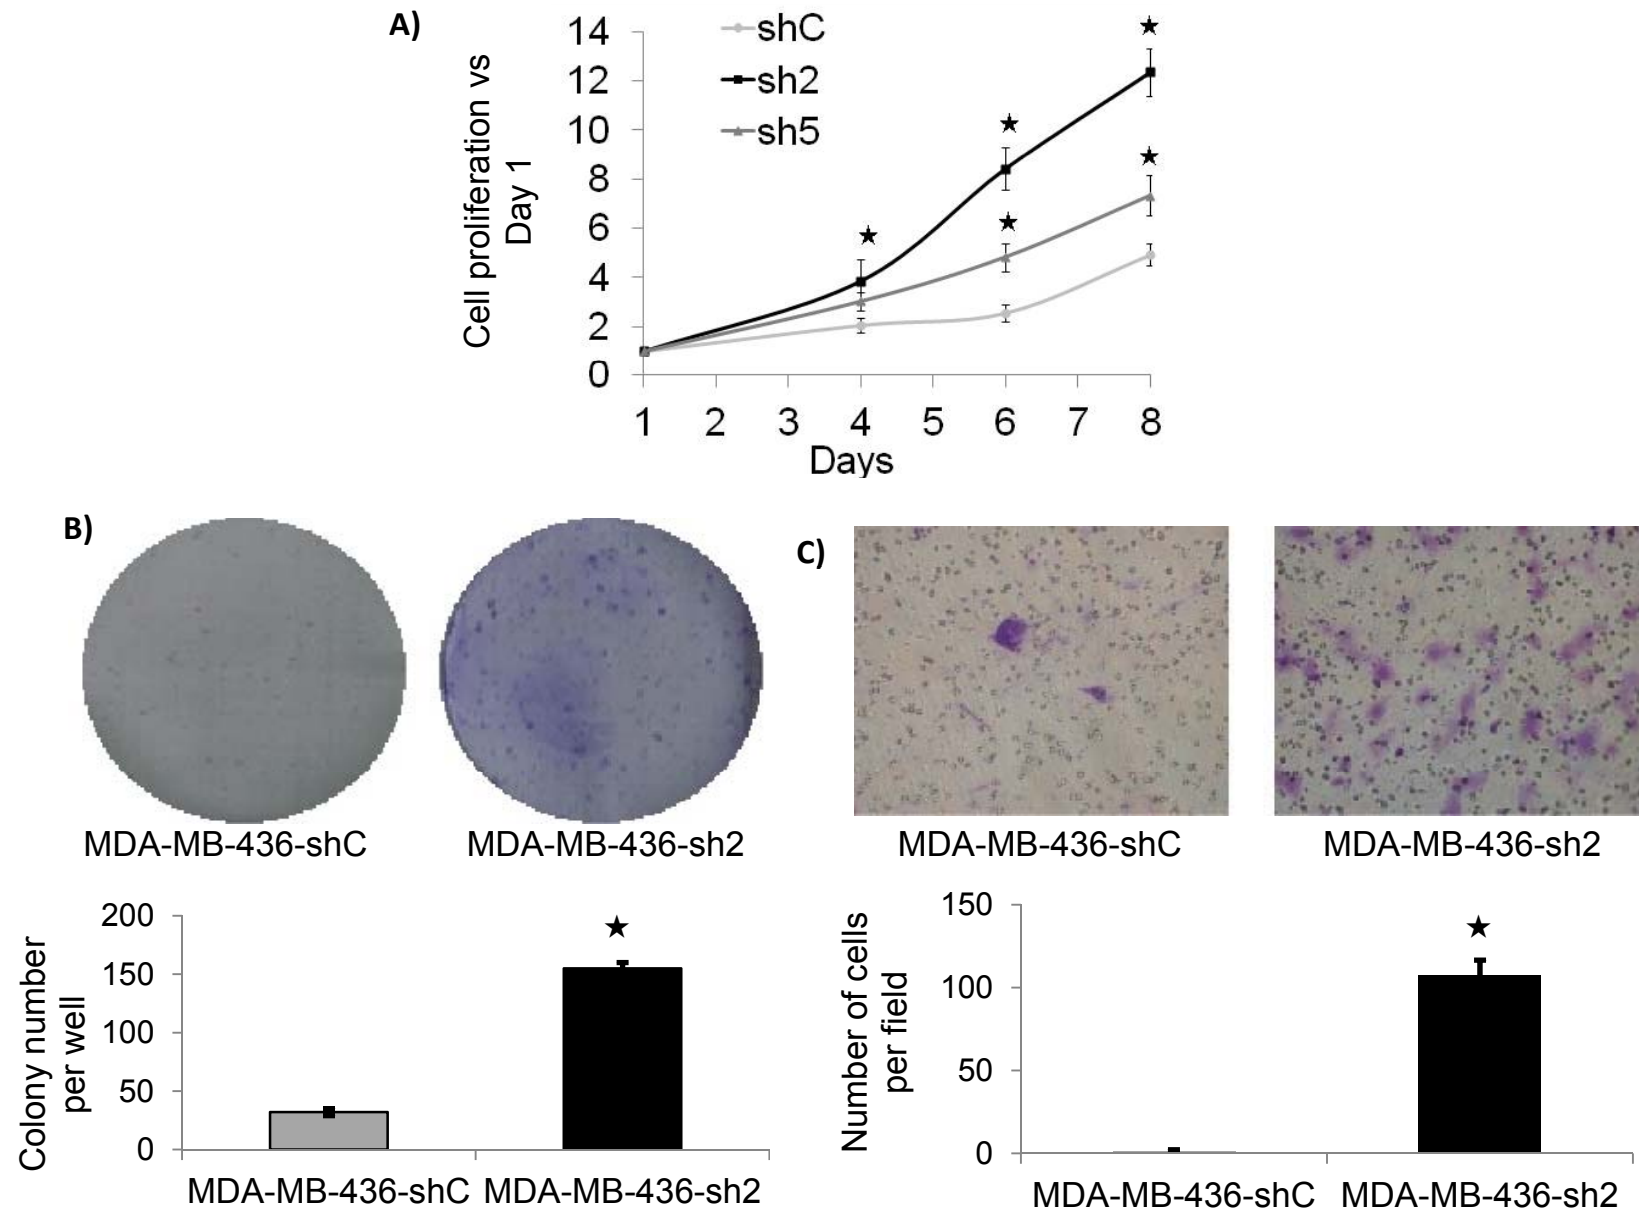 A)
Cell proliferation vs
Day 1
shC
sh2
sh5
14
12
10
8
6
4
2
0
1 2 3 4 5 6 7 8
Days
B)
MDA-MB-436-shC MDA-MB-436-sh2
Colony number
per well
200
150
100
50
0
MDA-MB-436-shC MDA-MB-436-sh2
C)
MDA-MB-436-shC MDA-MB-436-sh2
Number of cells
per field
150
100
50
0
MDA-MB-436-shC MDA-MB-436-sh2